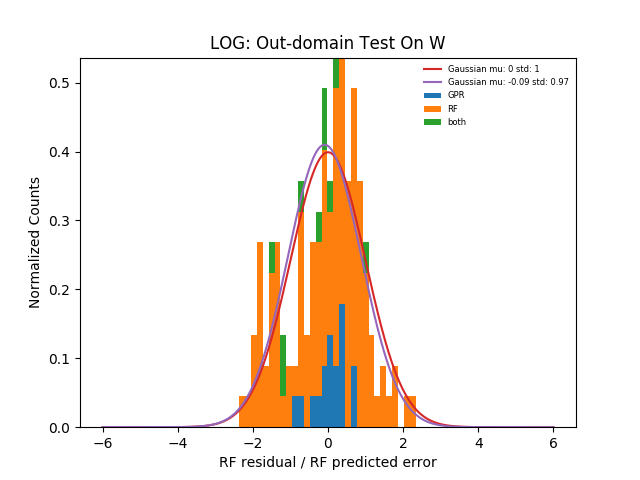 LOG: Out-domain Test On W
Gaussian mu: 0 std: 1
Gaussian mu: -0.09 std: 0.97
GPR
RF
both
Normalized Counts
0.5
0.4
0.3
0.2
0.1
0.0
−6 −4 −2 0 2 4 6
RF residual / RF predicted error